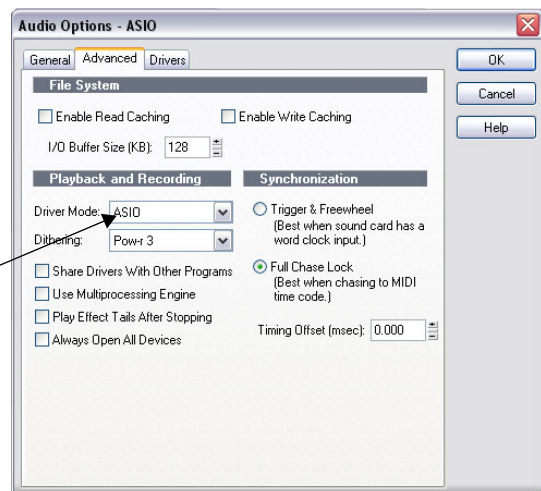 Audio Options - ASIO
General Advanced Drivers
OK
Cancel
Help
File System
Enable Read Caching Enable Write Caching
I/O Buffer Size (KB): 128
Playback and Recording
Driver Mode: ASIO
Dithering: Pow-r 3
Share Drivers With Other Programs
Use Multiprocessing Engine
Play Effect Tails After Stopping
Always Open All Devices
Synchronization
Trigger & Freewheel
(Best when sound card has a
word clock input.)
Full Chase Lock
(Best when chasing to MIDI
time code.)
Timing Offset (msec): 0.000